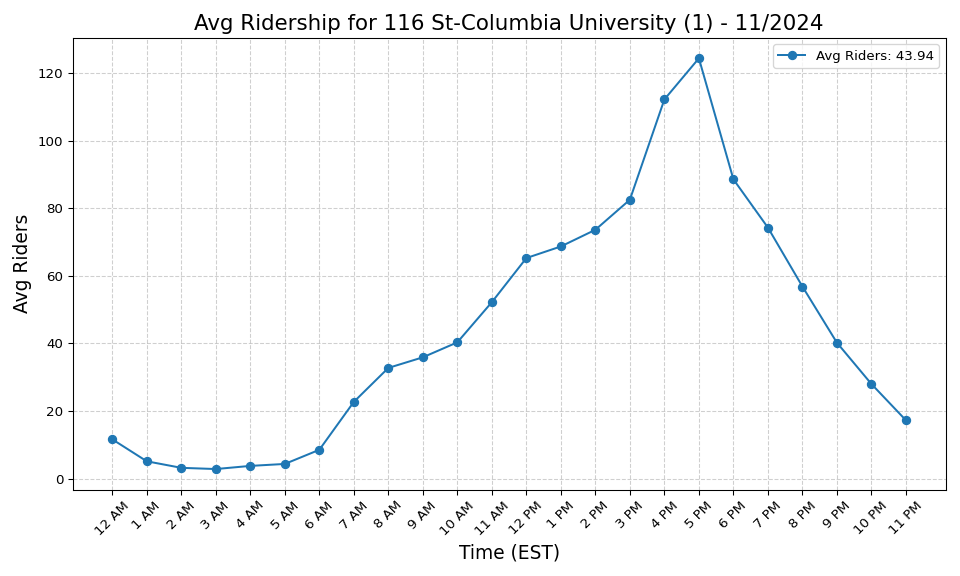 Avg Ridership for 116 St-Columbia University (1) - 11/2024
Avg Riders: 43.94
Avg Riders
120
100
80
60
40
20
0
12 AM
1 AM
2 AM
3 AM
4 AM
5 AM
6 AM
7 AM
8 AM
9 AM
10 AM
11 AM
12 PM
1 PM
2 PM
3 PM
4 PM
5 PM
6 PM
7 PM
8 PM
9 PM
10 PM
11 PM
Time (EST)